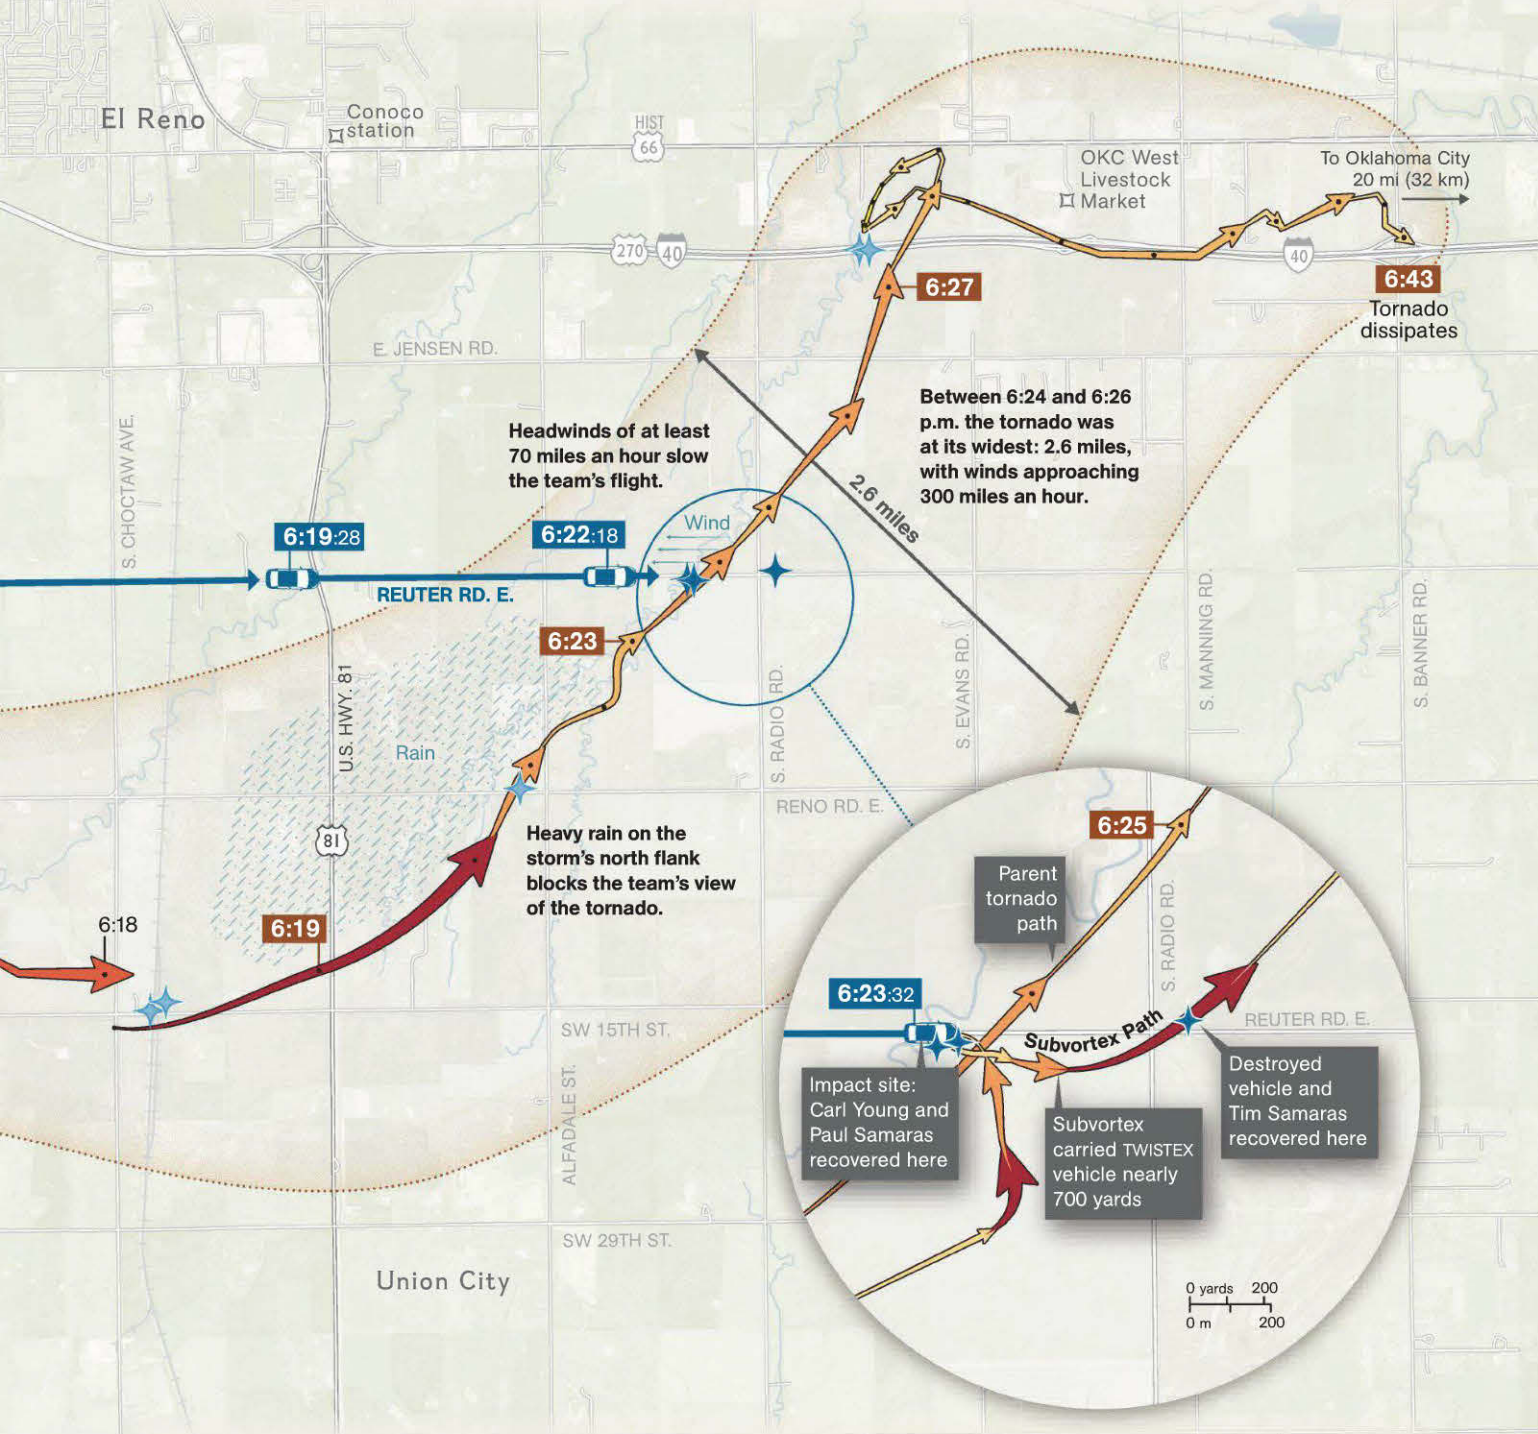 El Reno
Conoco
station
HIST
66
OKC West
Livestock
Market
To Oklahoma City
20 mi (32 km)
270
40
40
6:27
6:43
Tornado
dissipates
E. JENSEN RD.
S. CHOCTAW AVE.
Headwinds of at least
70 miles an hour slow
the team's flight.
Between 6:24 and 6:26
p.m. the tornado was
at its widest: 2.6 miles,
with winds approaching
300 miles an hour.
2.6 miles
6:19:28
6:22:18
Wind
REUTER RD. E.
6:23
U.S. HWY. 81
Rain
S. RADIO RD.
S. EVANS RD.
S. MANNING RD.
S. BANNER RD.
RENO RD. E.
81
Heavy rain on the
storm's north flank
blocks the team's view
of the tornado.
6:18
6:19
SW 15TH ST.
ALFADALE ST.
SW 29TH ST.
Union City
6:25
Parent
tornado
path
S. RADIO RD.
6:23:32
Subvortex Path
REUTER RD. E.
Impact site:
Carl Young and
Paul Samaras
recovered here
Subvortex
carried TWISTEX
vehicle nearly
700 yards
Destroyed
vehicle and
Tim Samaras
recovered here
0 yards 200
0 m 200